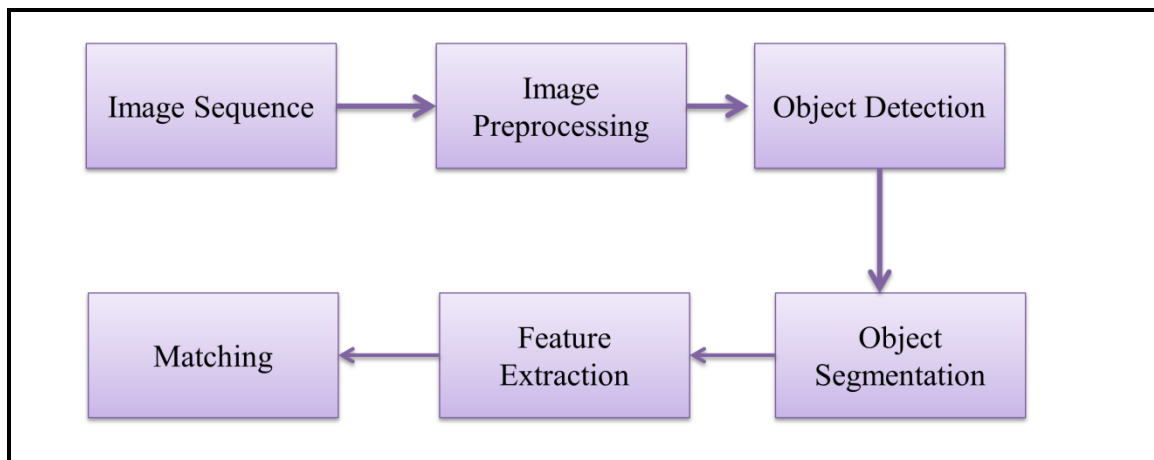 Image Sequence
Image
Preprocessing
Object Detection
Object
Segmentation
Feature
Extraction
Matching